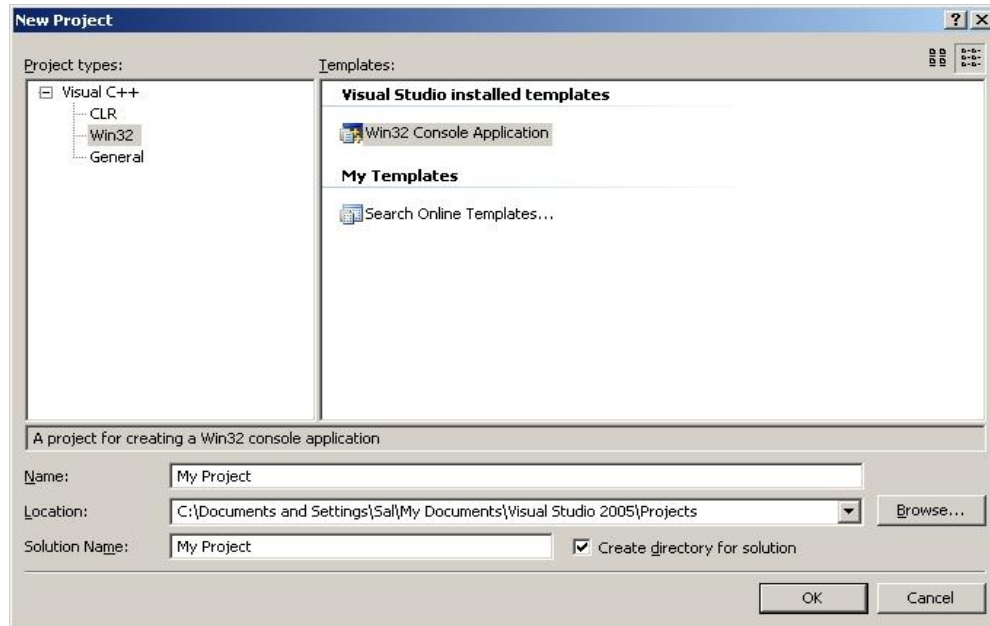 New Project
Project types:
Templates:
Visual C++
CLR
Win32
General
Visual Studio installed templates
Win32 Console Application
My Templates
Search Online Templates...
A project for creating a Win32 console application
Name:
My Project
Location:
C:\Documents and Settings\Sal\My Documents\Visual Studio 2005\Projects
Browse...
Solution Name:
My Project
Create directory for solution
OK
Cancel